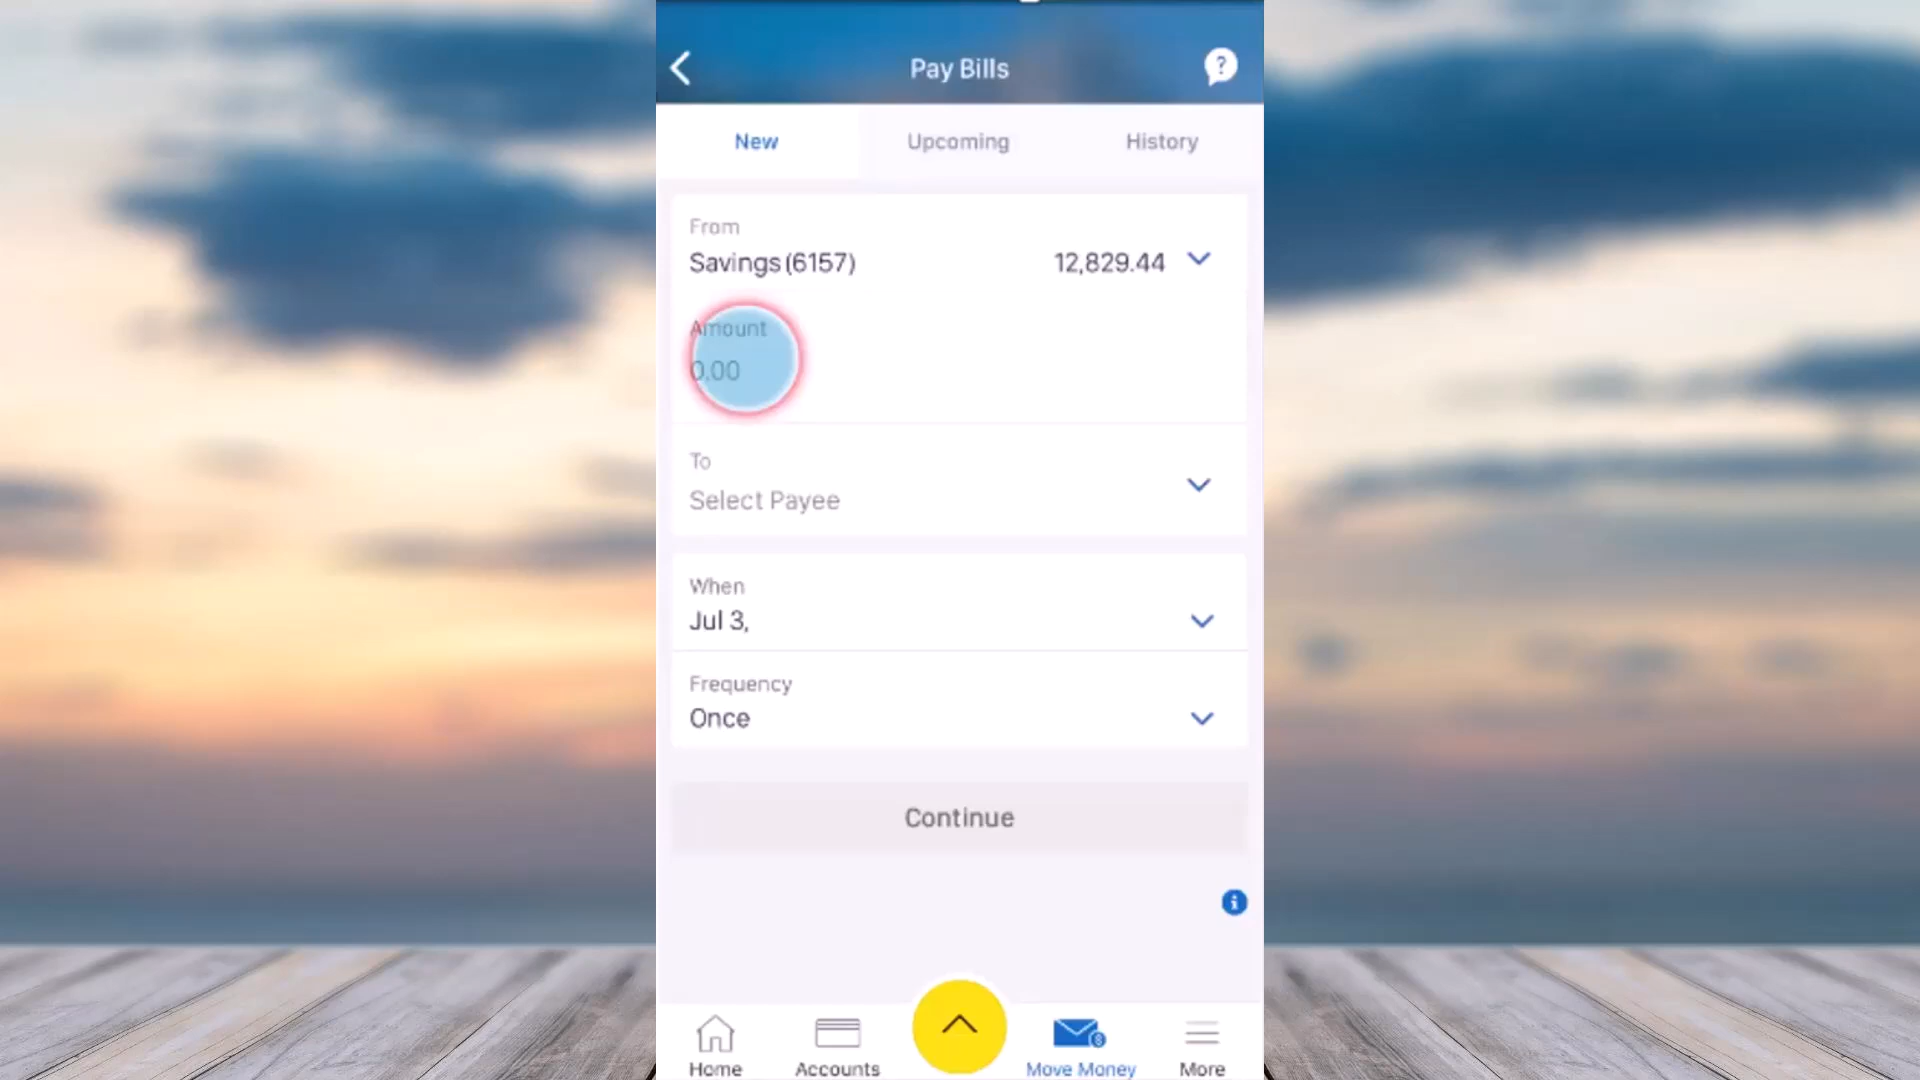 Pay Bills
?
New Upcoming History
From
Savings (6157) 12,829.44
Amount
0.00
To
Select Payee
When
Jul 3,
Frequency
Once
Continue
i
Home Accounts Move Money More